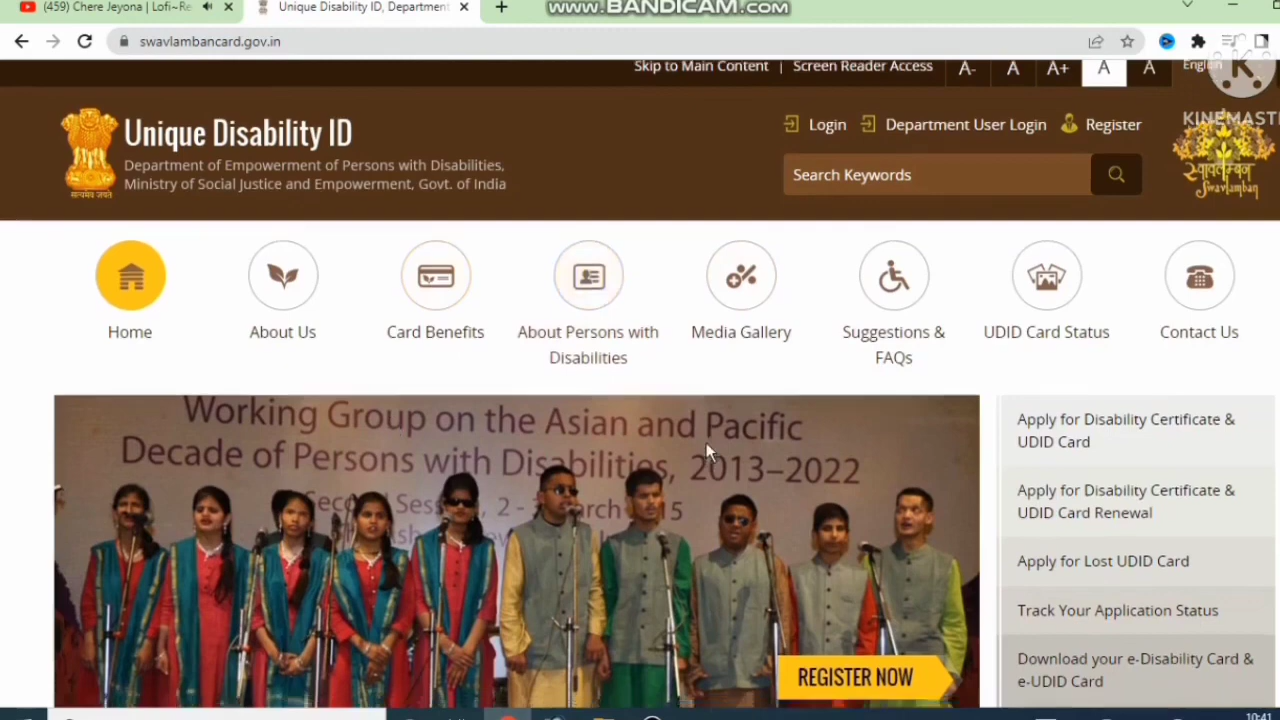 (459) Chere Jeyona | Lofi~Re
Unique Disability ID, Department
www.BANDICAM.com
swavlambancard.gov.in
Skip to Main Content | Screen Reader Access A- A A+ A A English
KINEMAST
Unique Disability ID
Department of Empowerment of Persons with Disabilities,
Ministry of Social Justice and Empowerment, Govt. of India
सत्यमेव जयते
Login Department User Login Register
Search Keywords
स्वावलम्बन
Swavlamban
Home
About Us
Card Benefits
About Persons with
Disabilities
Media Gallery
Suggestions &
FAQs
UDID Card Status
Contact Us
Working Group on the Asian and Pacific
Decade of Persons with Disabilities, 2013–2022
REGISTER NOW
Apply for Disability Certificate &
UDID Card
Apply for Disability Certificate &
UDID Card Renewal
Apply for Lost UDID Card
Track Your Application Status
Download your e-Disability Card &
e-UDID Card
10:41